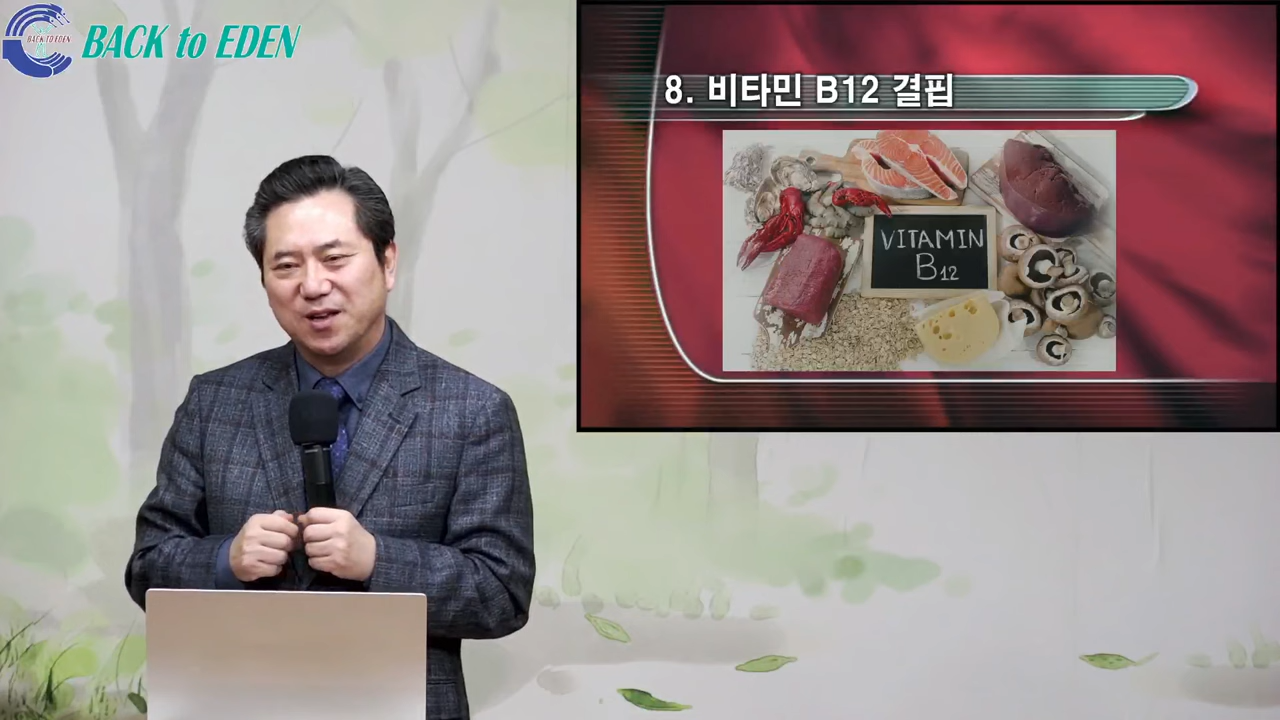 BACK TO EDEN
BACK to EDEN
8. 비타민 B12 결핍
VITAMIN
B12